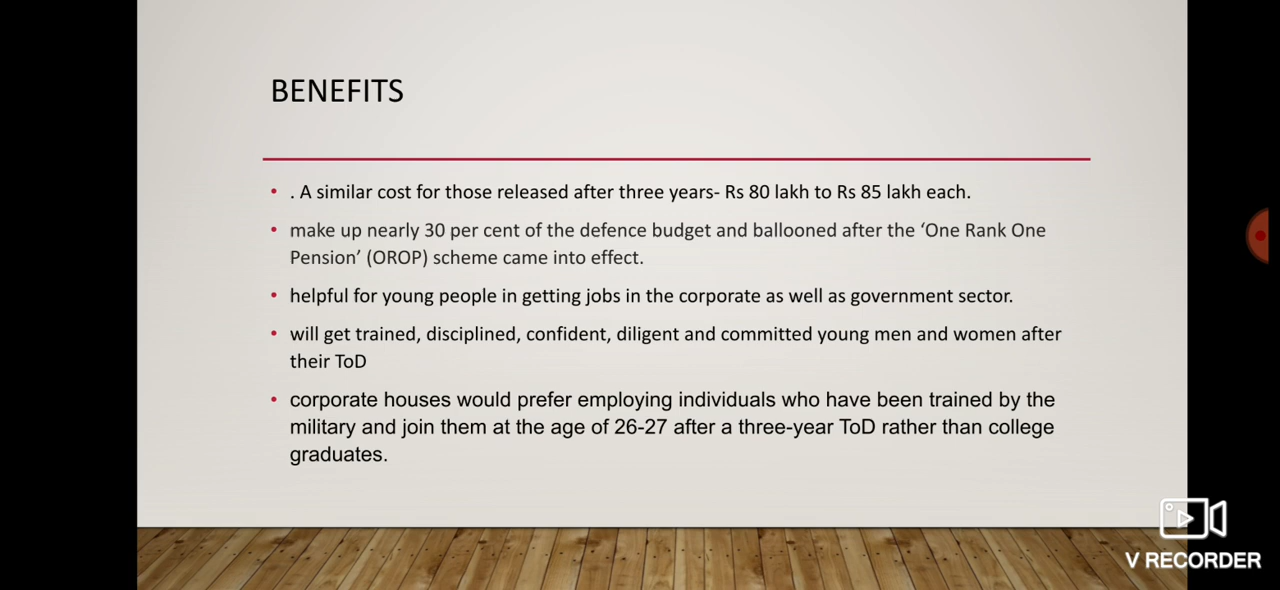 BENEFITS
• . A similar cost for those released after three years- Rs 80 lakh to Rs 85 lakh each.
• make up nearly 30 per cent of the defence budget and ballooned after the ‘One Rank One
Pension’ (OROP) scheme came into effect.
• helpful for young people in getting jobs in the corporate as well as government sector.
• will get trained, disciplined, confident, diligent and committed young men and women after
their ToD
• corporate houses would prefer employing individuals who have been trained by the
military and join them at the age of 26-27 after a three-year ToD rather than college
graduates.
V RECORDER